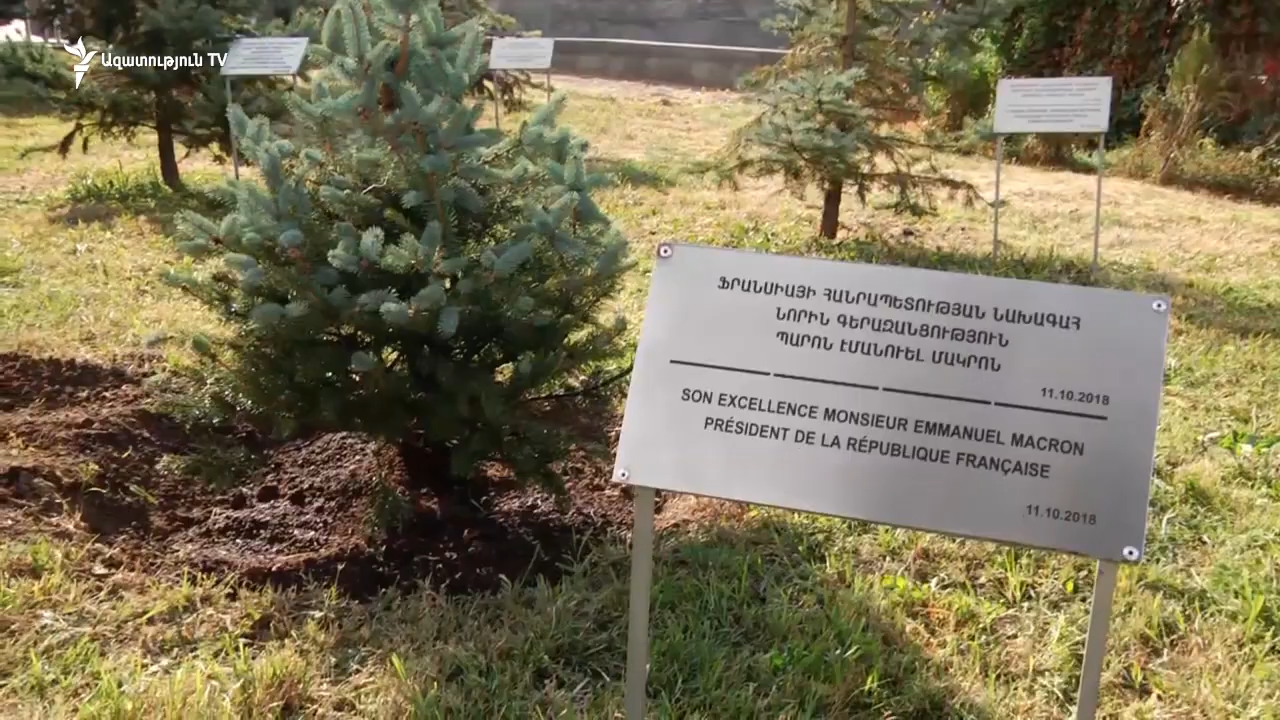 Ազատություն TV
ՖՐԱՆՍԻԱՅԻ ՀԱՆՐԱՊԵՏՈՒԹՅԱՆ ՆԱԽԱԳԱՀ
ՆՈՐԻՆ ԳԵՐԱԶԱՆՑՈՒԹՅՈՒՆ
ՊԱՐՈՆ ԷՄԱՆՈՒԵԼ ՄԱԿՐՈՆ
11.10.2018
SON EXCELLENCE MONSIEUR EMMANUEL MACRON
PRÉSIDENT DE LA RÉPUBLIQUE FRANÇAISE
11.10.2018